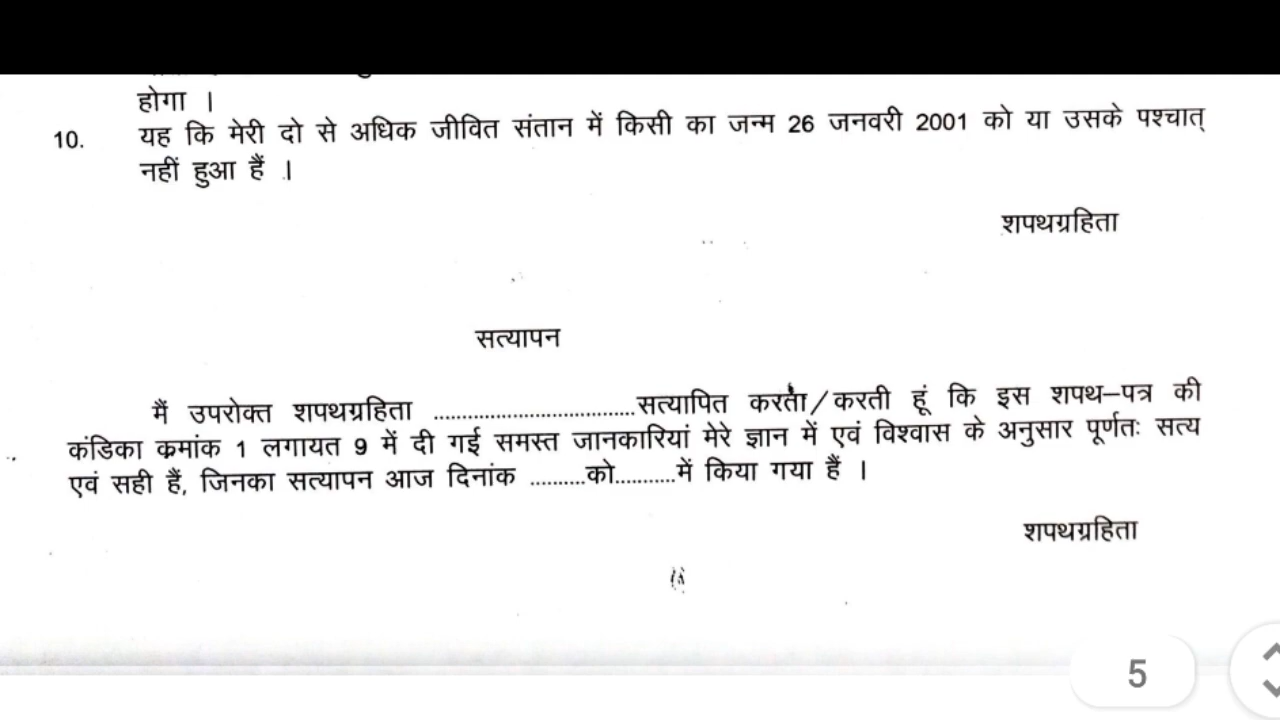 होगा ।
10. यह कि मेरी दो से अधिक जीवित संतान में किसी का जन्म 26 जनवरी 2001 को या उसके पश्चात्
नहीं हुआ हैं ।
शपथग्रहिता
सत्यापन
मैं उपरोक्त शपथग्रहिता ....................................सत्यापित करता/करती हूं कि इस शपथ–पत्र की
कंडिका क्रमांक 1 लगायत 9 में दी गई समस्त जानकारियां मेरे ज्ञान में एवं विश्वास के अनुसार पूर्णतः सत्य
एवं सही हैं, जिनका सत्यापन आज दिनांक ..........को...........में किया गया हैं ।
शपथग्रहिता
5